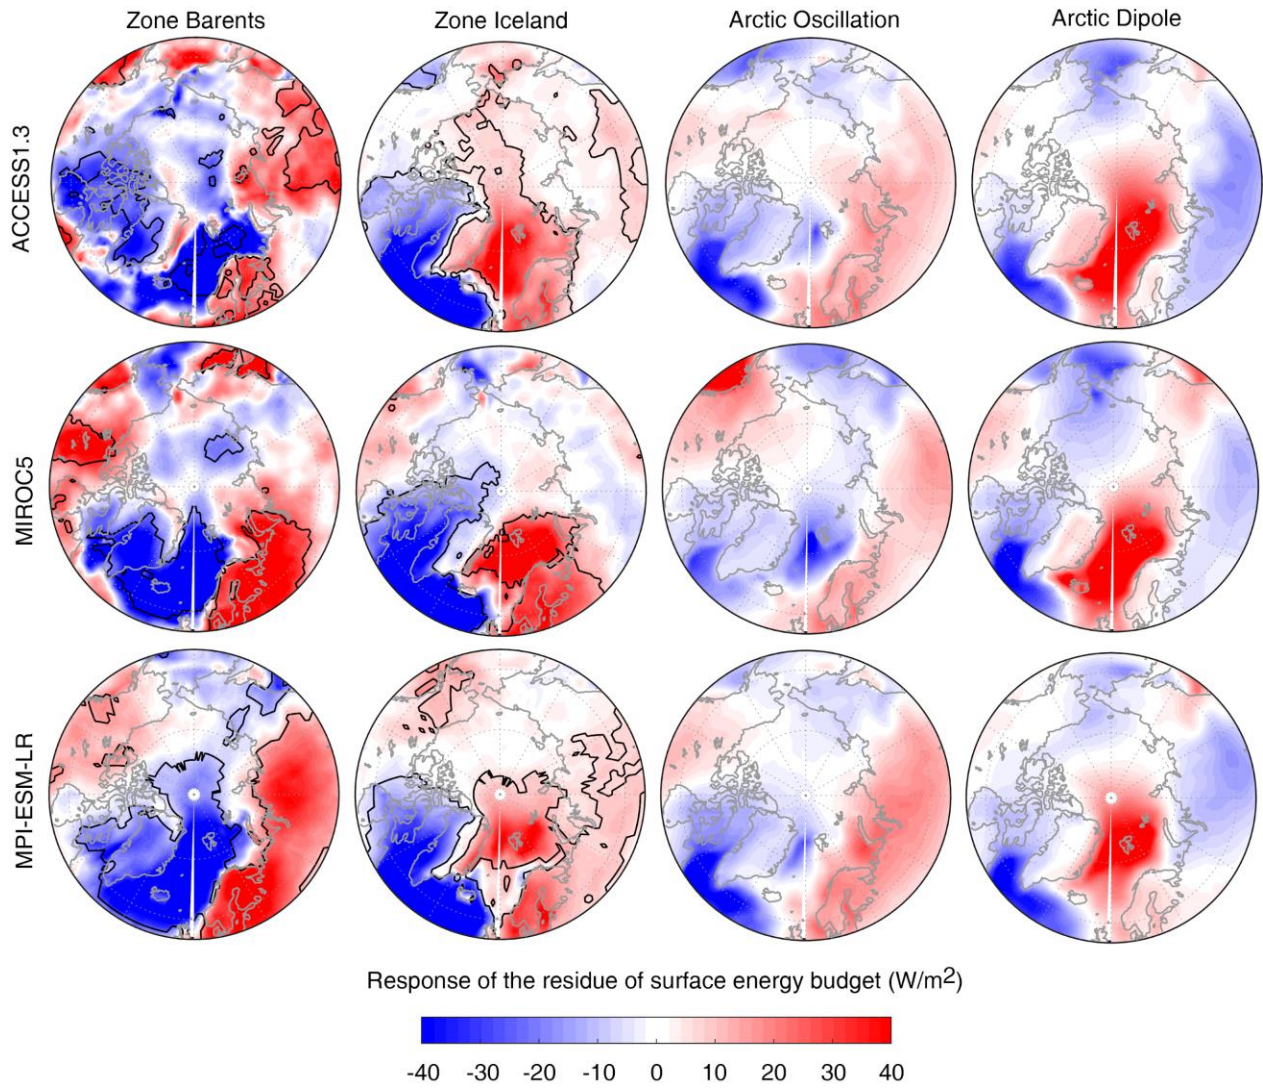 Zone Barents Zone Iceland Arctic Oscillation Arctic Dipole
ACCESS1.3
MIROC5
MPI-ESM-LR
Response of the residue of surface energy budget (W/m2)
-40 -30 -20 -10 0 10 20 30 40